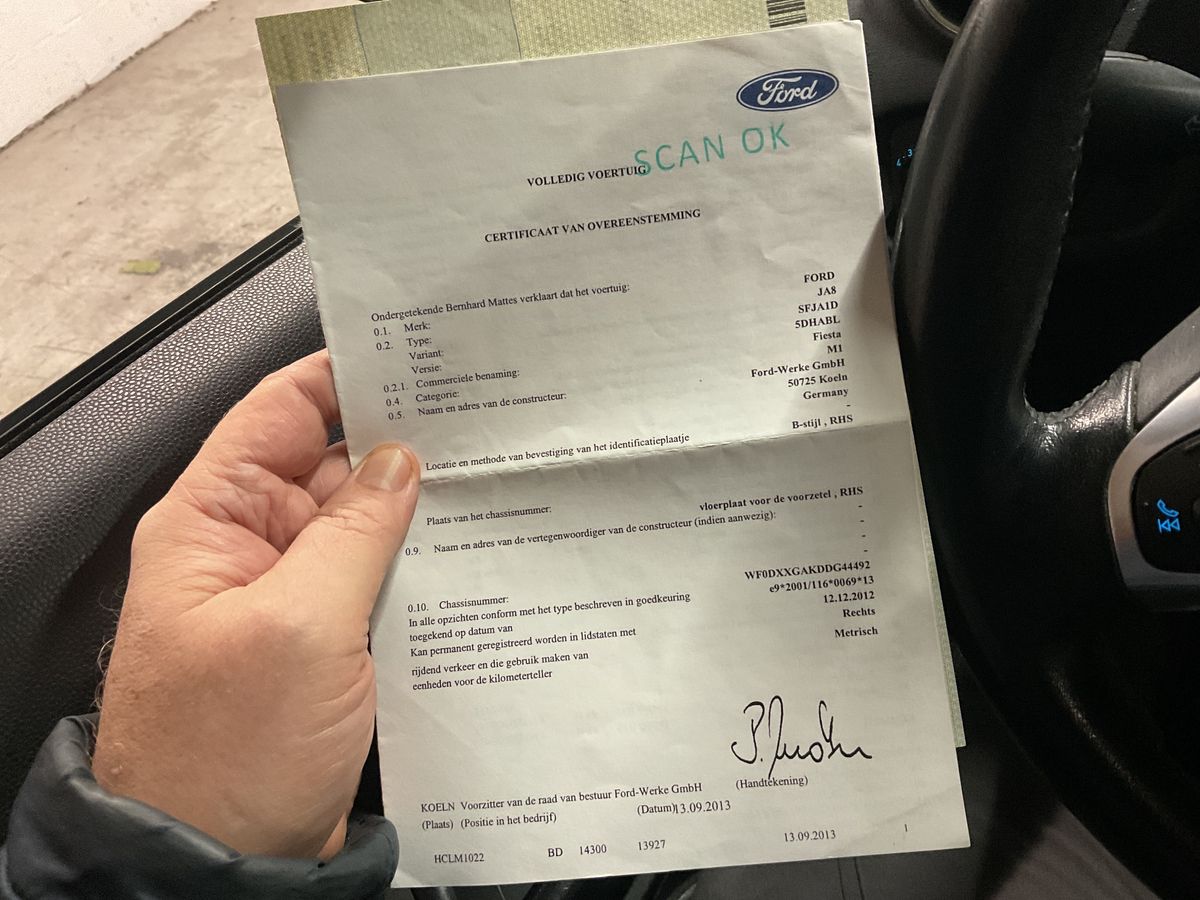 Ford
SCAN OK
VOLLEDIG VOERTUIG
CERTIFICAAT VAN OVEREENSTEMMING
Ondergetekende Bernhard Mattes verklaart dat het voertuig:
0.1. Merk: FORD
0.2. Type: JA8
Variant: SFJA1D
Versie: 5DHABL
0.2.1. Commerciele benaming: Fiesta
0.4. Categorie: M1
0.5. Naam en adres van de constructeur: Ford-Werke GmbH
50725 Koeln
Germany
-
Locatie en methode van bevestiging van het identificatieplaatje B-stijl , RHS
Plaats van het chassisnummer: vloerplaat voor de voorzetel , RHS
0.9. Naam en adres van de vertegenwoordiger van de constructeur (indien aanwezig): -
-
-
-
0.10. Chassisnummer: WF0DXXGAKDDG44492
In alle opzichten conform met het type beschreven in goedkeuring e9*2001/116*0069*13
toegekend op datum van 12.12.2012
Kan permanent geregistreerd worden in lidstaten met Rechts
rijdend verkeer en die gebruik maken van Metrisch
eenheden voor de kilometerteller
(Handtekening)
KOELN Voorzitter van de raad van bestuur Ford-Werke GmbH
(Plaats) (Positie in het bedrijf) (Datum)13.09.2013
HCLM1022 BD 14300 13927 13.09.2013 1